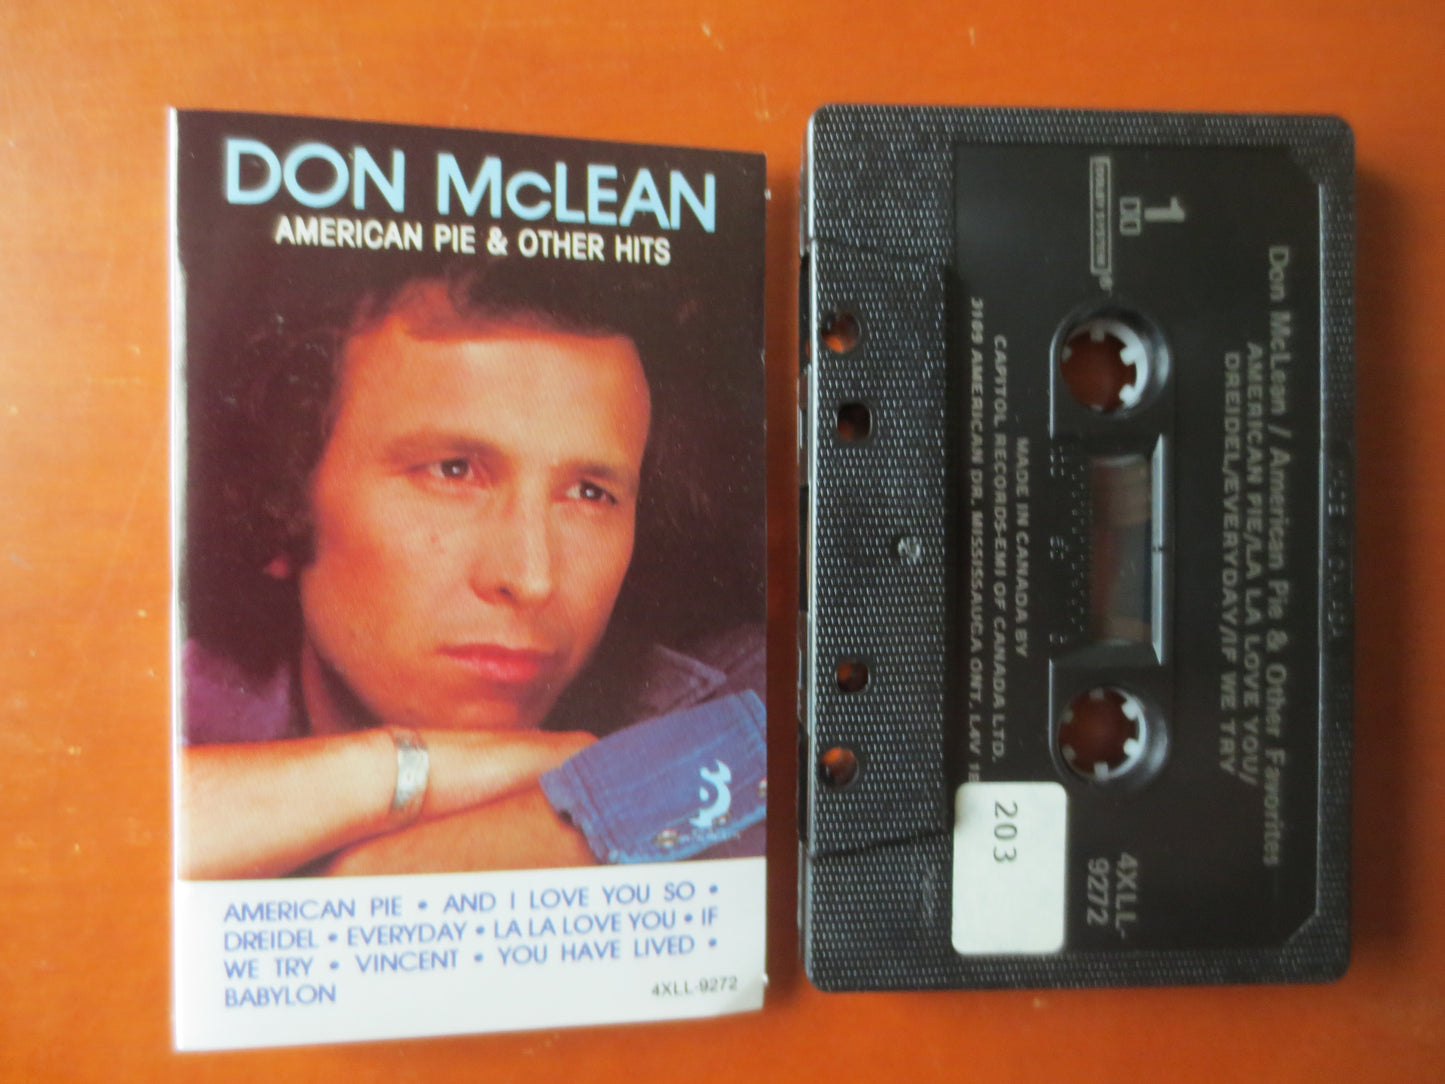 DON McLEAN
AMERICAN PIE & OTHER HITS
AMERICAN PIE • AND I LOVE YOU SO •
DREIDEL • EVERYDAY • LA LA LOVE YOU • IF
WE TRY • VINCENT • YOU HAVE LIVED •
BABYLON
4XLL-9272
1
DOLBY SYSTEM
Don McLean / American Pie & Other Favorites
AMERICAN PIE/LA LA LOVE YOU/
DREIDEL/EVERYDAY/IF WE TRY
4XLL-
9272
MADE IN CANADA BY
CAPITOL RECORDS-EMI OF CANADA LTD.
3109 AMERICAN DR. MISSISSAUGA ONT, L4V
203